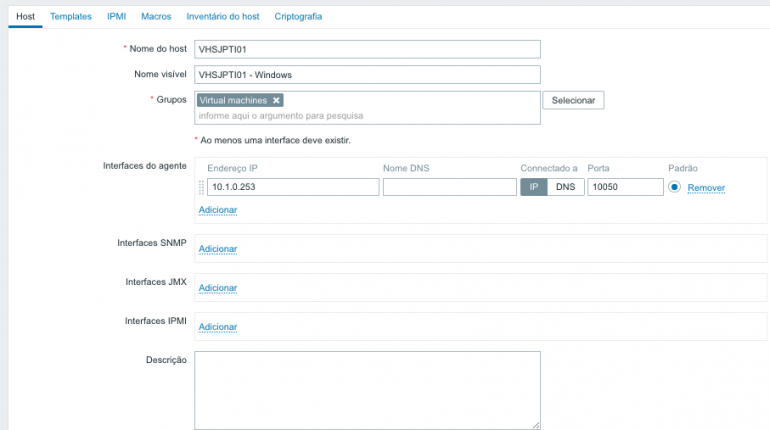 Host Templates IPMI Macros Inventário do host Criptografia
* Nome do host VHSJPTI01
Nome visível VHSJPTI01 - Windows
* Grupos Virtual machines ✕ Selecionar
informe aqui o argumento para pesquisa
* Ao menos uma interface deve existir.
Interfaces do agente Endereço IP Nome DNS Connectado a Porta Padrão
10.1.0.253 IP DNS 10050 Remover
Adicionar
Interfaces SNMP Adicionar
Interfaces JMX Adicionar
Interfaces IPMI Adicionar
Descrição